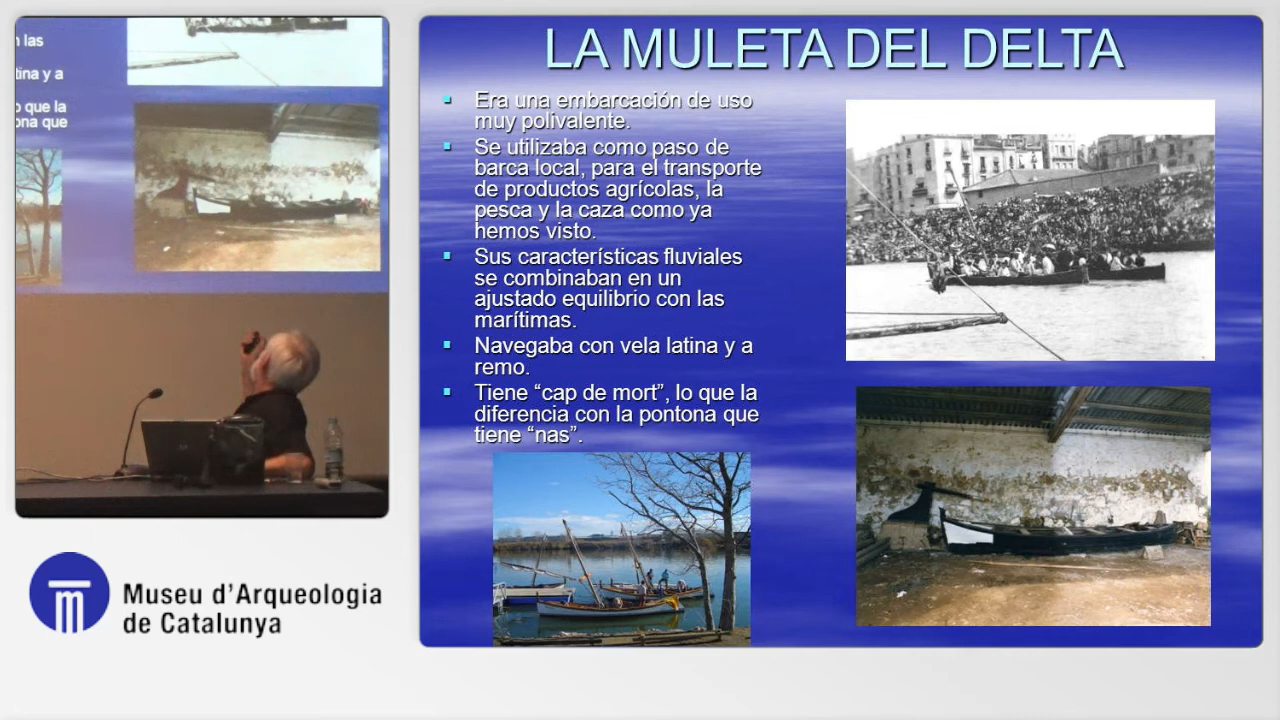 n las
tina y a
o que la
ona que
Museu d'Arqueologia
de Catalunya
LA MULETA DEL DELTA
Era una embarcación de uso
muy polivalente.
Se utilizaba como paso de
barca local, para el transporte
de productos agrícolas, la
pesca y la caza como ya
hemos visto.
Sus características fluviales
se combinaban en un
ajustado equilibrio con las
marítimas.
Navegaba con vela latina y a
remo.
Tiene “cap de mort”, lo que la
diferencia con la pontona que
tiene “nas”.